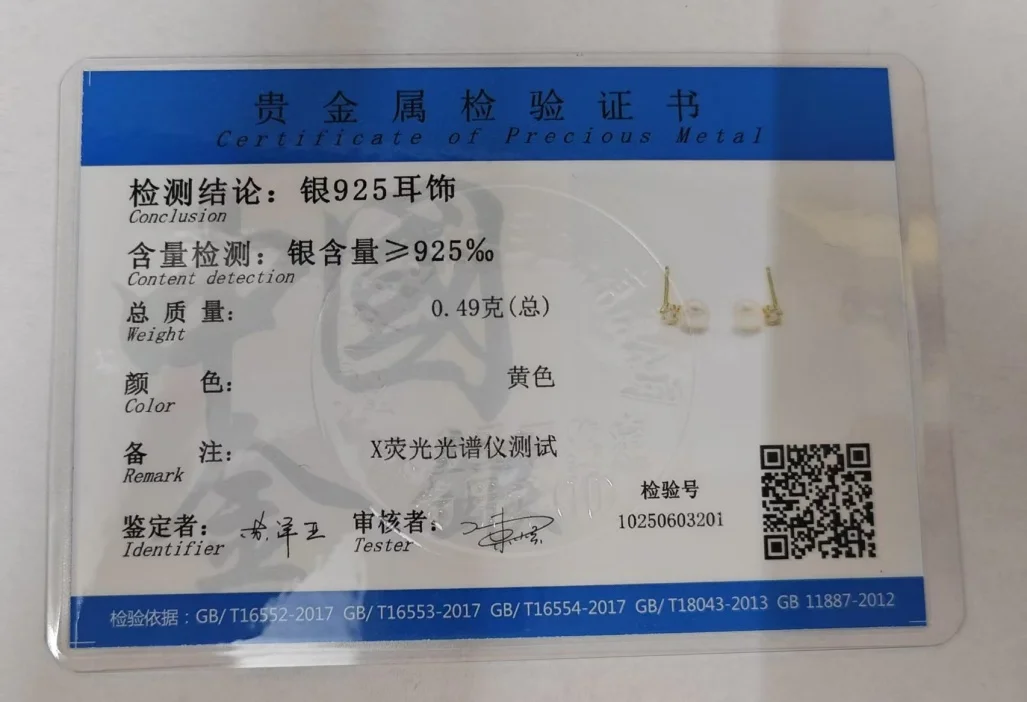 贵金属检验证书
Certificate of Precious Metal
检测结论: 银925耳饰
Conclusion
含量检测: 银含量≥925‰
Content detection
总质量: 0.49克(总)
Weight
颜色: 黄色
Color
备注: X荧光光谱仪测试
Remark
鉴定者: 审核者:
Identifier Tester
检验号
10250603201
检验依据:GB/T16552-2017 GB/T16553-2017 GB/T16554-2017 GB/T18043-2013 GB 11887-2012
中國
金銀